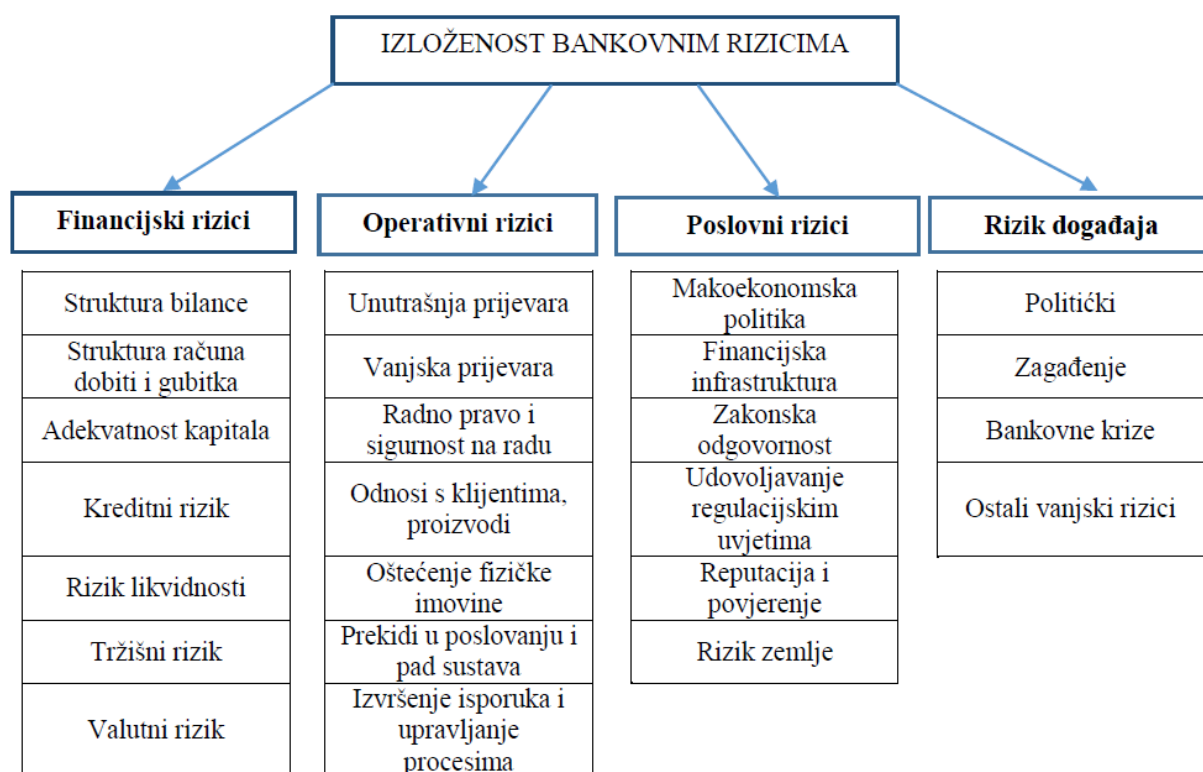 IZLOŽENOST BANKOVNIM RIZICIMA
Financijski rizici
Operativni rizici
Poslovni rizici
Rizik događaja
Struktura bilance
Struktura računa
dobiti i gubitka
Adekvatnost kapitala
Kreditni rizik
Rizik likvidnosti
Tržišni rizik
Valutni rizik
Unutrašnja prijevara
Vanjska prijevara
Radno pravo i
sigurnost na radu
Odnosi s klijentima,
proizvodi
Oštećenje fizičke
imovine
Prekidi u poslovanju i
pad sustava
Izvršenje isporuka i
upravljanje
procesima
Makoekonomska
politika
Financijska
infrastruktura
Zakonska
odgovornost
Udovoljavanje
regulacijskim
uvjetima
Reputacija i
povjerenje
Rizik zemlje
Politićki
Zagađenje
Bankovne krize
Ostali vanjski rizici